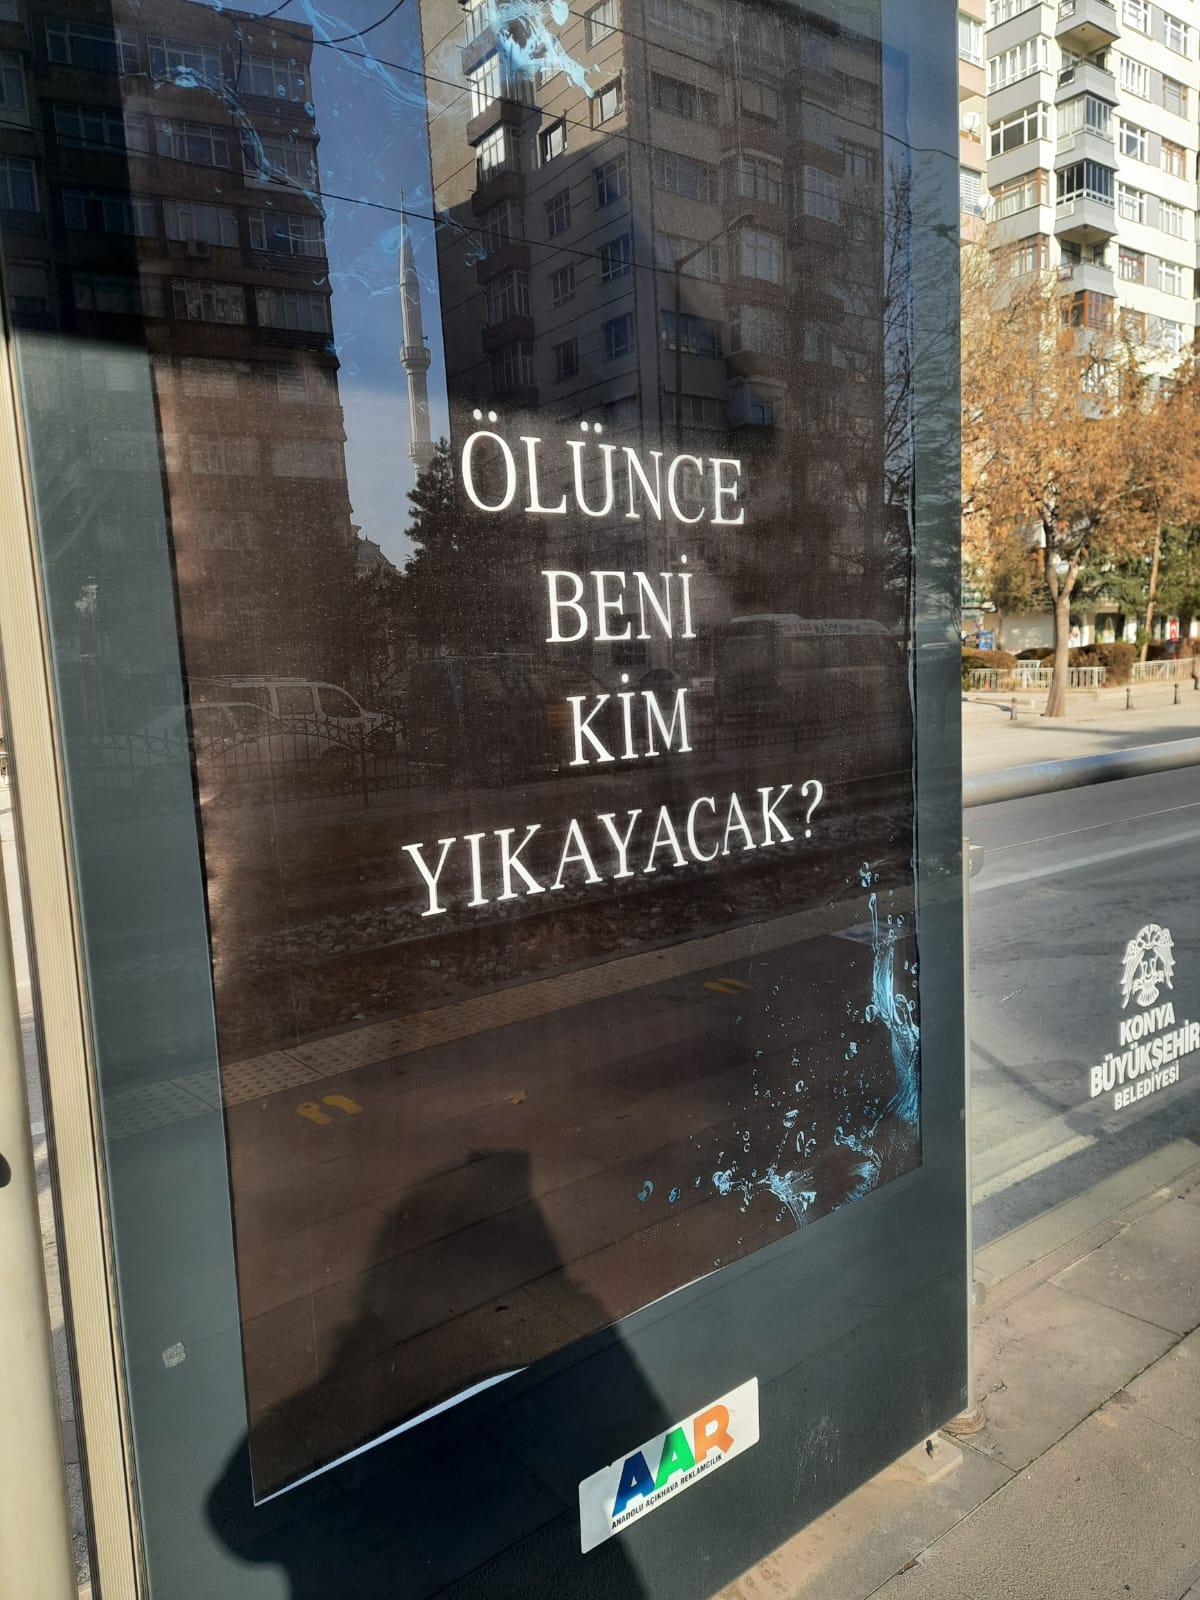 ÖLÜNCE
BENİ
KİM
YIKAYACAK?
KONYA
BÜYÜKŞEHİR
BELEDİYESİ
AAR
ANADOLU AÇIKHAVA REKLAMCILIK